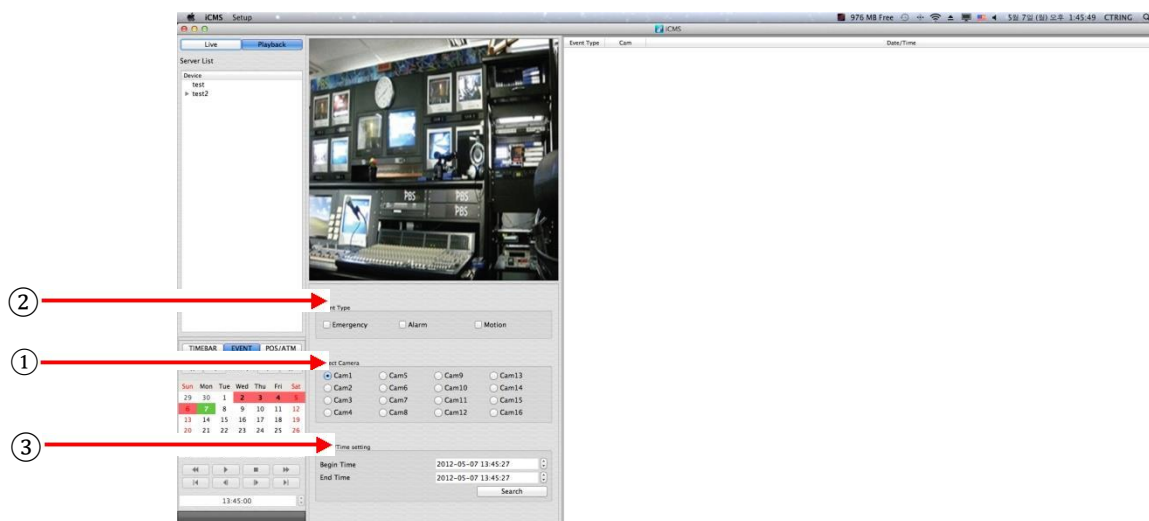 iCMS Setup 976 MB Free 5월 7일 (월) 오후 1:45:49 CTRING
iCMS
Live Playback
Server List
Device
test
test2
Event Type Cam Date/Time
PBS PBS
PBS
② nt Type
Emergency Alarm Motion
TIMEBAR EVENT POS/ATM
① ect Camera
Cam1 Cam5 Cam9 Cam13
Cam2 Cam6 Cam10 Cam14
Cam3 Cam7 Cam11 Cam15
Cam4 Cam8 Cam12 Cam16
Sun Mon Tue Wed Thu Fri Sat
29 30 1 2 3 4 5
6 7 8 9 10 11 12
13 14 15 16 17 18 19
20 21 22 23 24 25 26
③ Time setting
Begin Time 2012-05-07 13:45:27
End Time 2012-05-07 13:45:27
Search
13:45:00